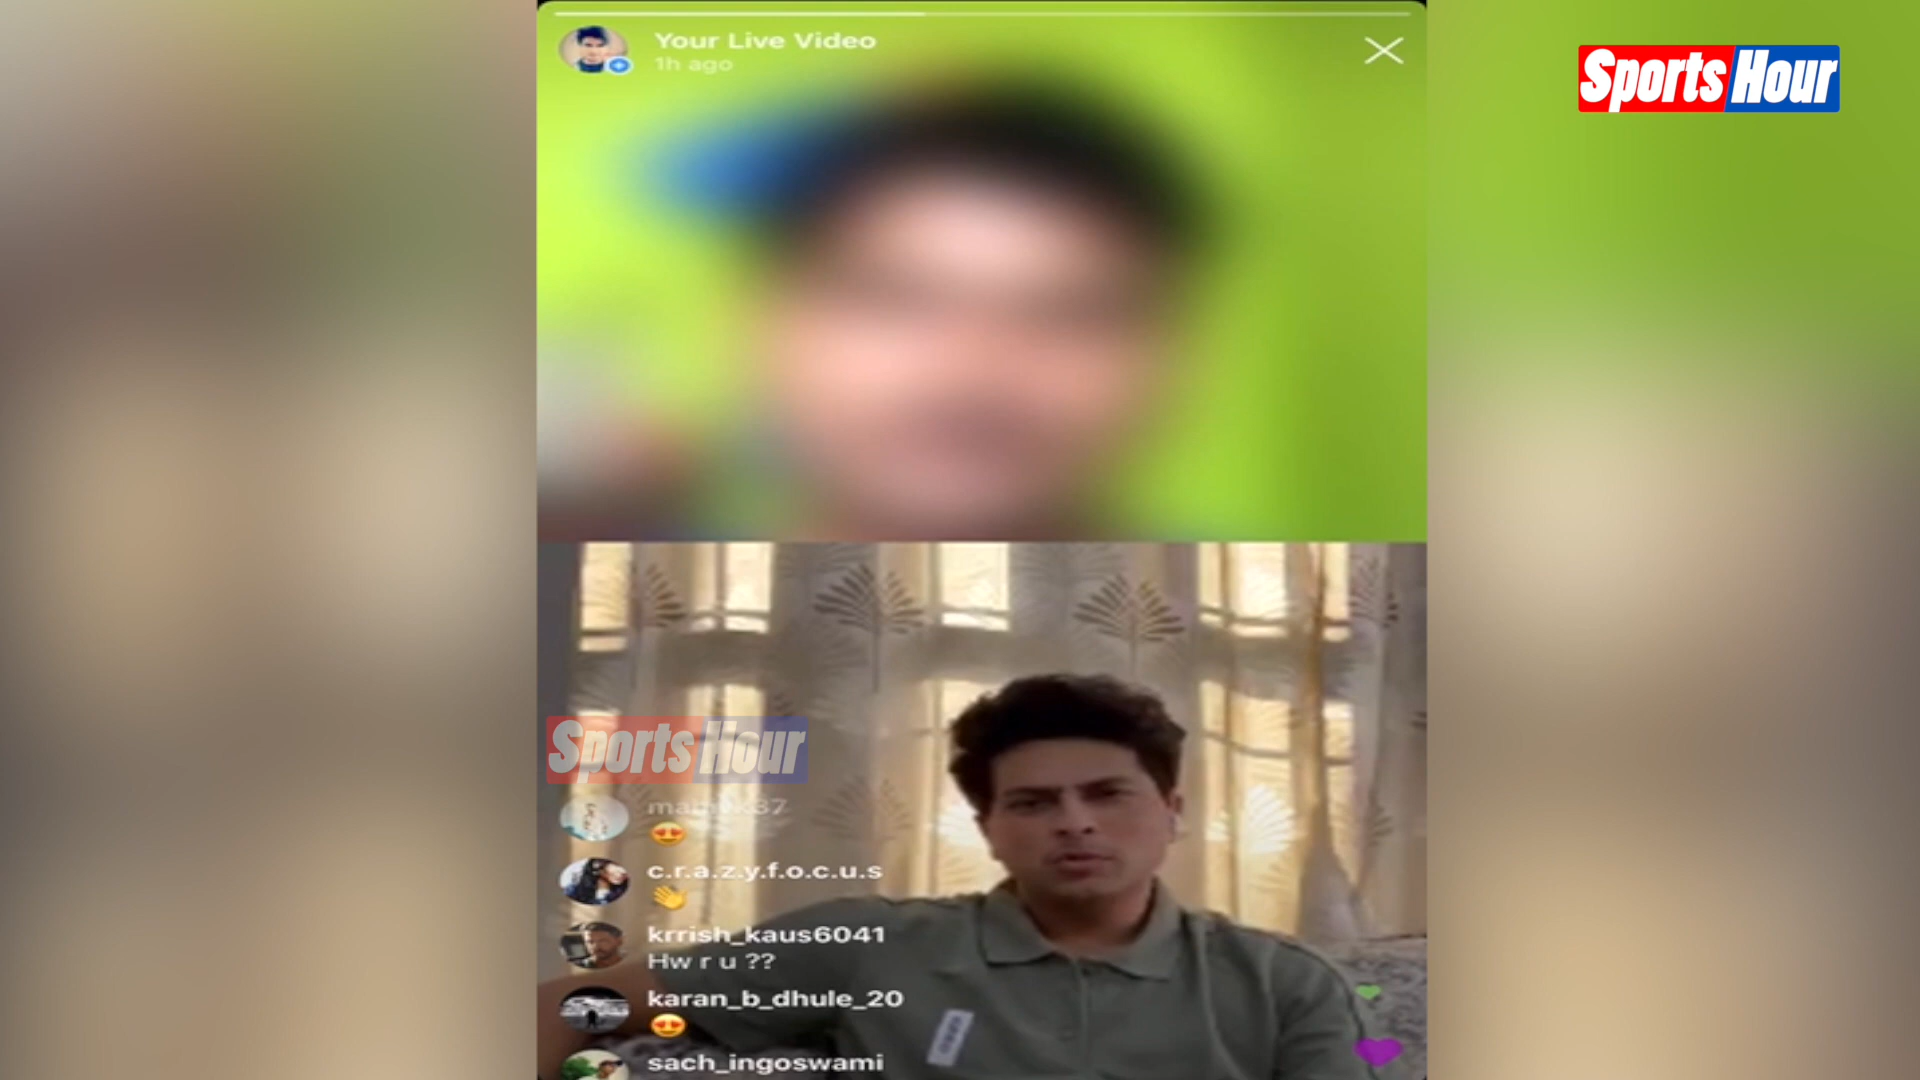 Your Live Video
1h ago
Sports Hour
Sports Hour
c.r.a.z.y.f.o.c.u.s
krrish_kaus6041
Hw r u ??
karan_b_dhule_20
sach_ingoswami